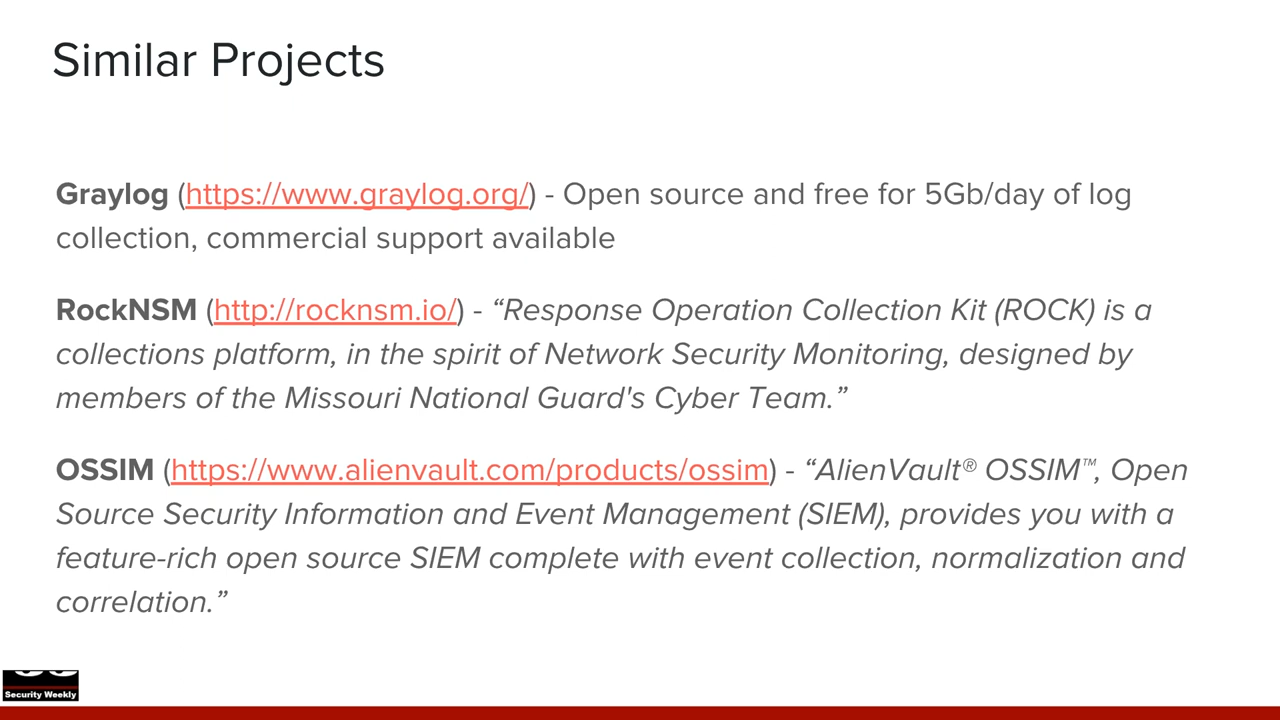 Similar Projects
Graylog (https://www.graylog.org/) - Open source and free for 5Gb/day of log
collection, commercial support available
RockNSM (http://rocknsm.io/) - “Response Operation Collection Kit (ROCK) is a
collections platform, in the spirit of Network Security Monitoring, designed by
members of the Missouri National Guard's Cyber Team.”
OSSIM (https://www.alienvault.com/products/ossim) - “AlienVault® OSSIM™, Open
Source Security Information and Event Management (SIEM), provides you with a
feature-rich open source SIEM complete with event collection, normalization and
correlation.”
Security Weekly